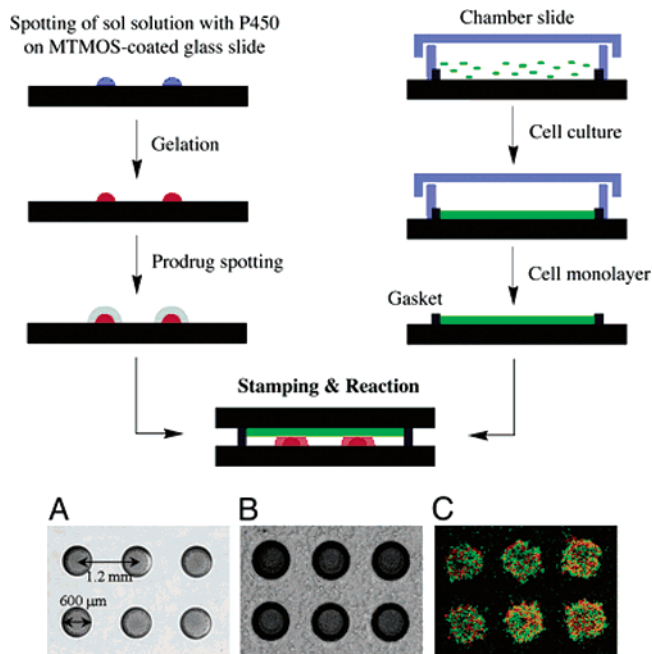 Spotting of sol solution with P450
on MTMOS-coated glass slide
Gelation
Prodrug spotting
Chamber slide
Cell culture
Cell monolayer
Gasket
Stamping & Reaction
A
B
C
1.2 mm
600 μm